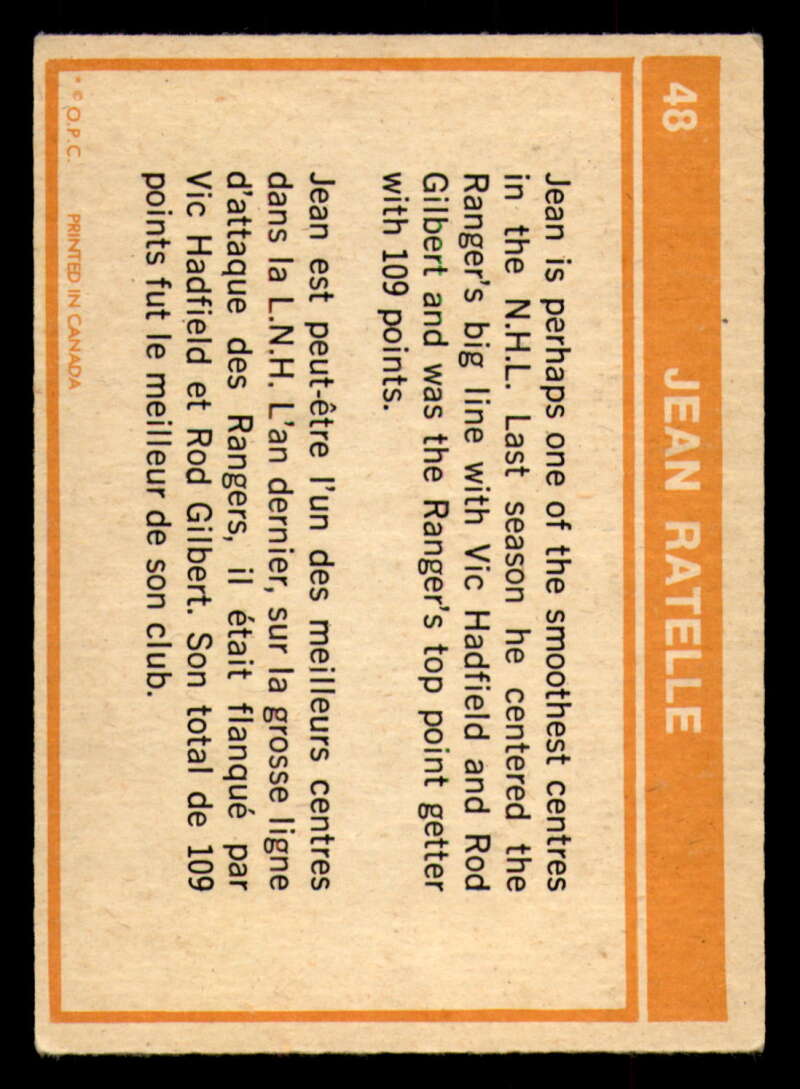 48 JEAN RATELLE
Jean is perhaps one of the smoothest centres
in the N.H.L. Last season he centered the
Ranger's big line with Vic Hadfield and Rod
Gilbert and was the Ranger's top point getter
with 109 points.
Jean est peut-être l'un des meilleurs centres
dans la L.N.H. L'an dernier, sur la grosse ligne
d'attaque des Rangers, il était flanqué par
Vic Hadfield et Rod Gilbert. Son total de 109
points fut le meilleur de son club.
* © O.P.C. PRINTED IN CANADA